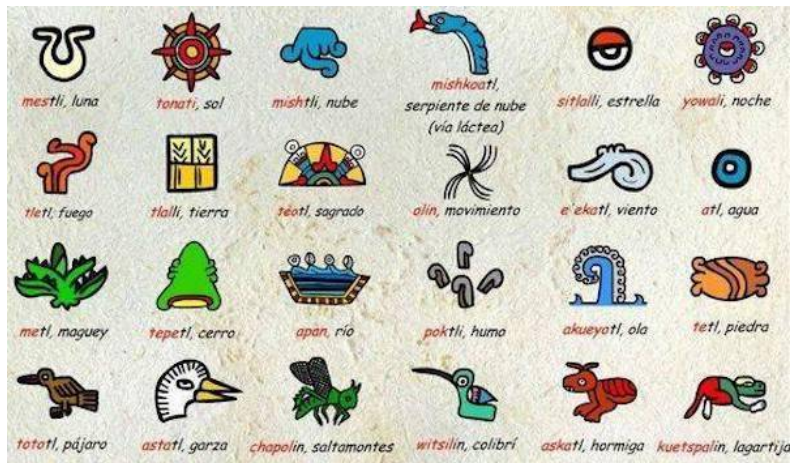 mestli, luna
tonati, sol
mishtli, nube
mishkoatl,
serpiente de nube
(vía láctea)
sitlalli, estrella
yowali, noche
tletl, fuego
tlalli, tierra
téotl, sagrado
olin, movimiento
e'ekatl, viento
atl, agua
metl, maguey
tepetl, cerro
apan, río
poktli, humo
akueyotl, ola
tetl, piedra
tototl, pájaro
astatl, garza
chapolin, saltamontes
witsilin, colibrí
askatl, hormiga
kuetspalin, lagartija